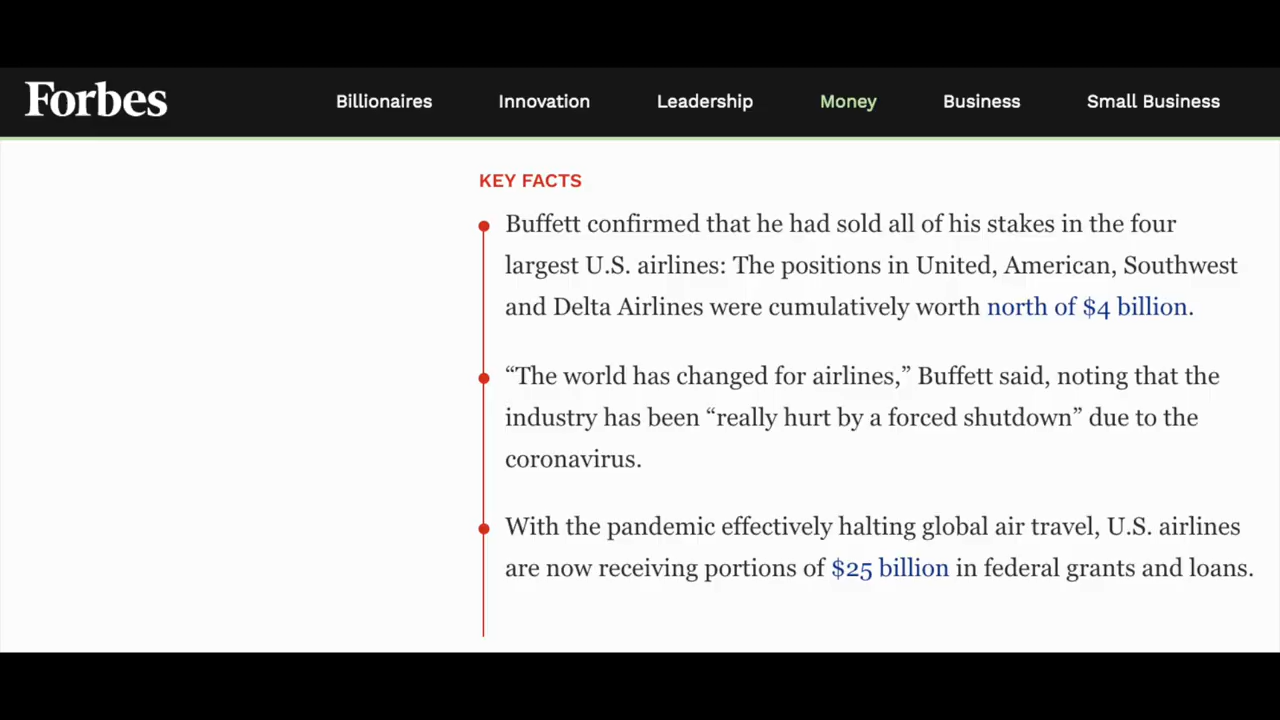 Forbes Billionaires Innovation Leadership Money Business Small Business
KEY FACTS
Buffett confirmed that he had sold all of his stakes in the four
largest U.S. airlines: The positions in United, American, Southwest
and Delta Airlines were cumulatively worth north of $4 billion.
“The world has changed for airlines,” Buffett said, noting that the
industry has been “really hurt by a forced shutdown” due to the
coronavirus.
With the pandemic effectively halting global air travel, U.S. airlines
are now receiving portions of $25 billion in federal grants and loans.